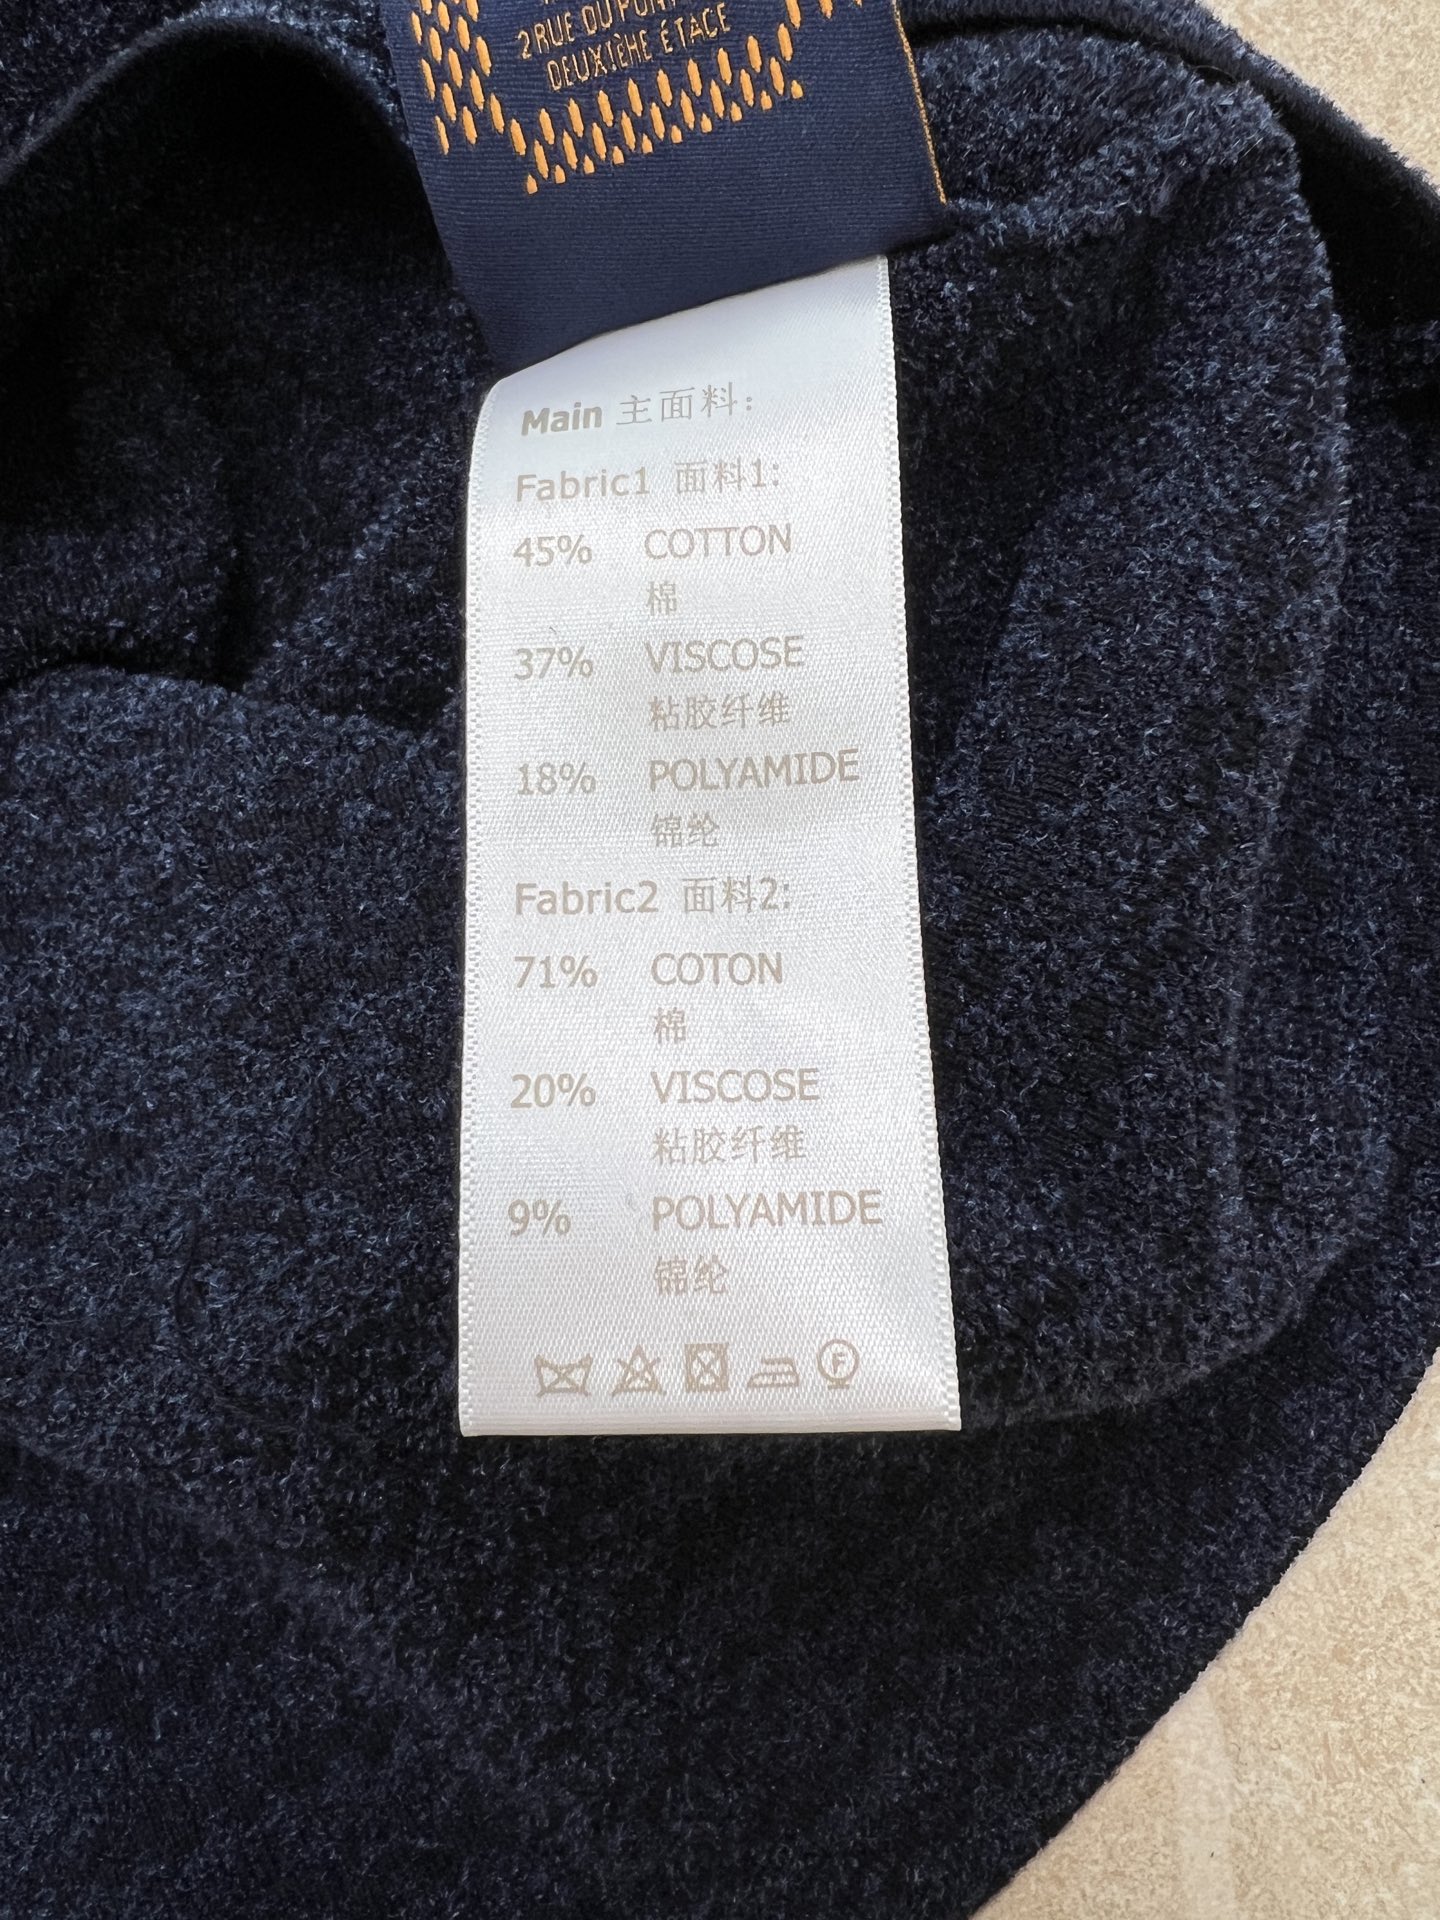 2 RUE DU PONT
DEUXIÈHE ÉTACE
Main 主面料:
Fabric1 面料1:
45% COTTON
棉
37% VISCOSE
粘胶纤维
18% POLYAMIDE
锦纶
Fabric2 面料2:
71% COTON
棉
20% VISCOSE
粘胶纤维
9% POLYAMIDE
锦纶
F